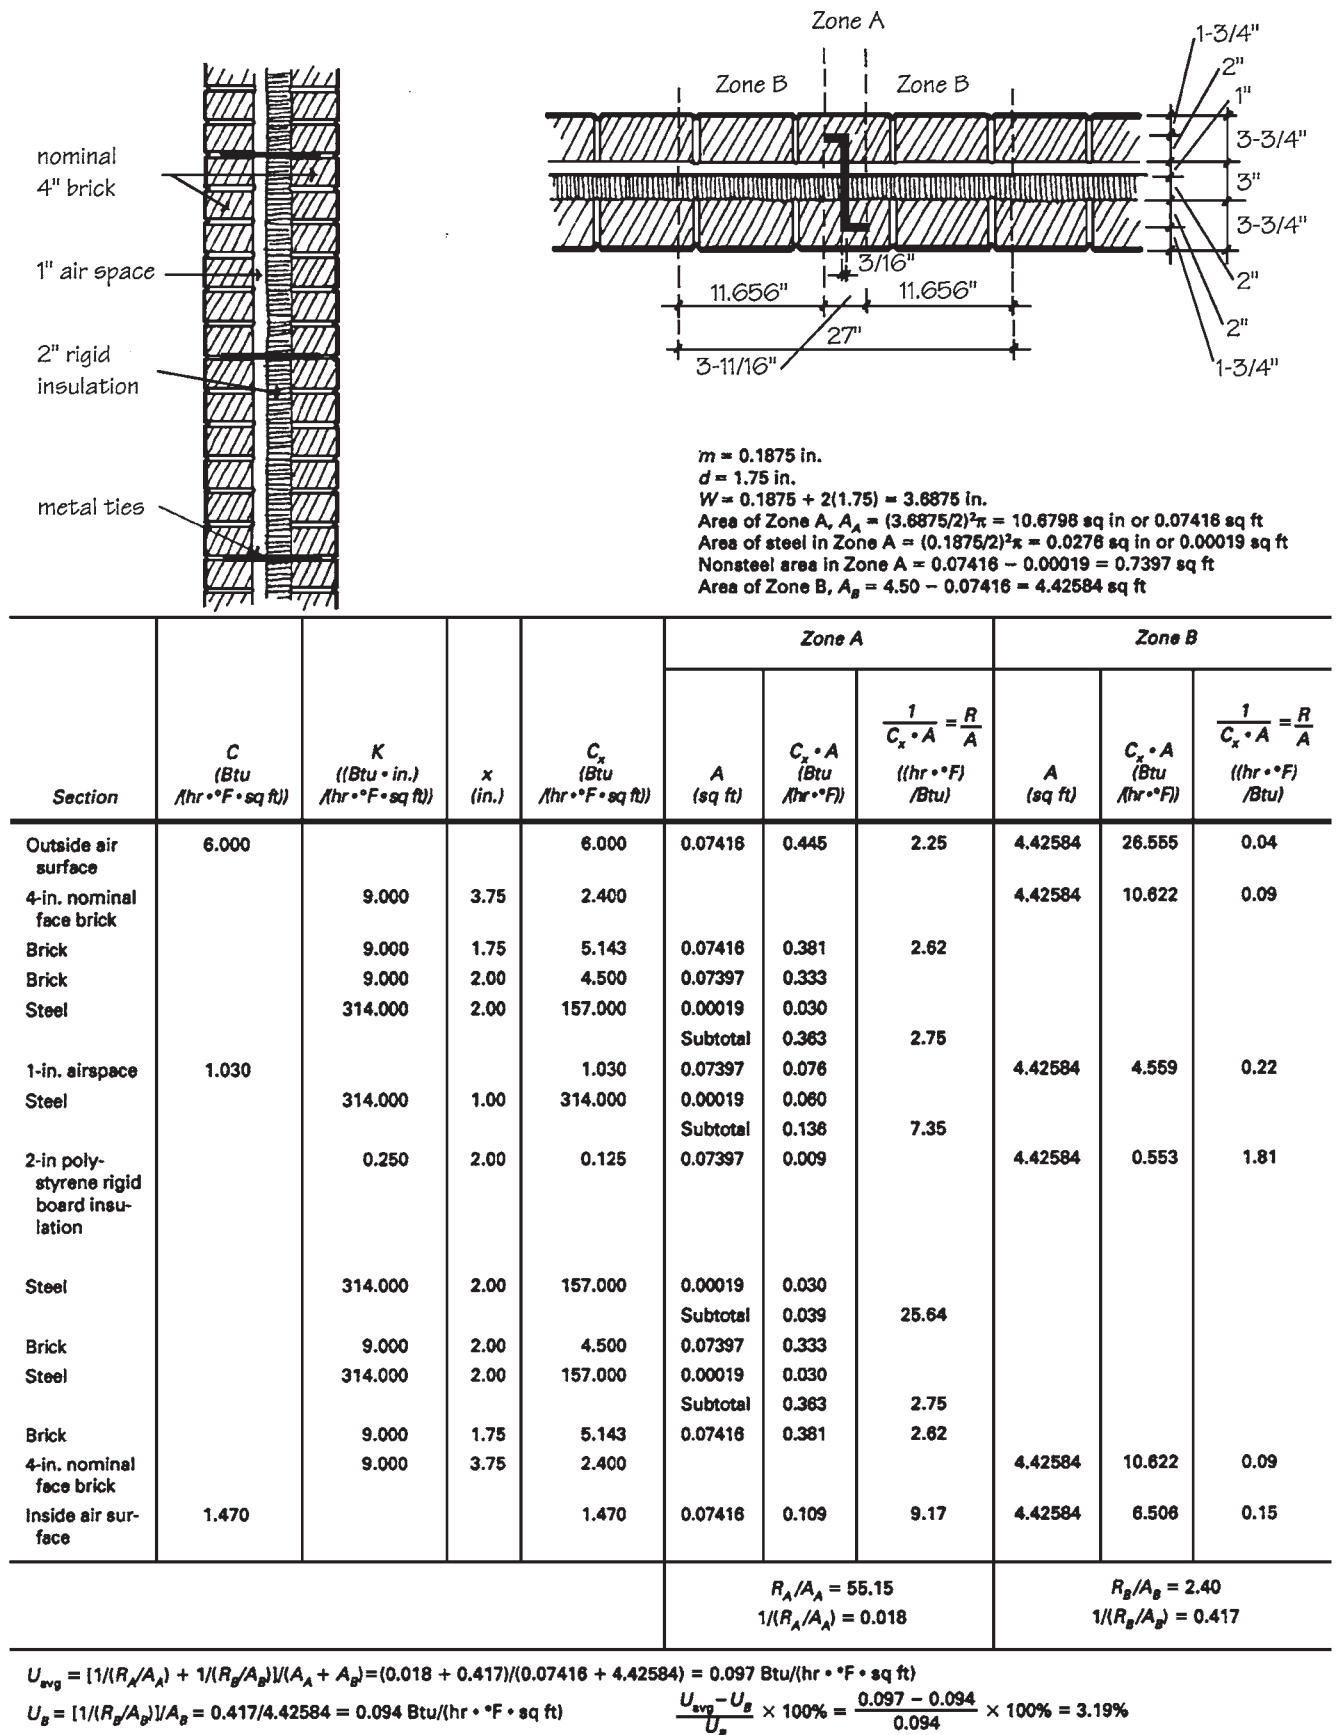 Zone A
Zone B
Zone B
1-3/4"
2"
1"
3-3/4"
3"
3-3/4"
2"
2"
1-3/4"
3/16"
11.656"
11.656"
27"
3-11/16"
nominal
4" brick
1" air space
2" rigid
insulation
metal ties
m = 0.1875 in.
d = 1.75 in.
W = 0.1875 + 2(1.75) = 3.6875 in.
Area of Zone A, A_A = (3.6875/2)²π = 10.6798 sq in or 0.07416 sq ft
Area of steel in Zone A = (0.1875/2)²π = 0.0276 sq in or 0.00019 sq ft
Nonsteel area in Zone A = 0.07416 − 0.00019 = 0.7397 sq ft
Area of Zone B, A_B = 4.50 − 0.07416 = 4.42584 sq ft
Zone A Zone B
Section C (Btu /(hr•°F•sq ft)) K ((Btu•in.) /(hr•°F•sq ft)) x (in.) C_x (Btu /(hr•°F•sq ft)) A (sq ft) C_x•A (Btu /(hr•°F)) 1/(C_x•A) = R/A ((hr•°F) /Btu) A (sq ft) C_x•A (Btu /(hr•°F)) 1/(C_x•A) = R/A ((hr•°F) /Btu)
Outside air 6.000 6.000 0.07416 0.445 2.25 4.42584 26.555 0.04
surface
4-in. nominal 9.000 3.75 2.400 4.42584 10.622 0.09
face brick
Brick 9.000 1.75 5.143 0.07416 0.381 2.62
Brick 9.000 2.00 4.500 0.07397 0.333
Steel 314.000 2.00 157.000 0.00019 0.030
Subtotal 0.363 2.75
1-in. airspace 1.030 1.030 0.07397 0.076 4.42584 4.559 0.22
Steel 314.000 1.00 314.000 0.00019 0.060
Subtotal 0.136 7.35
2-in poly- 0.250 2.00 0.125 0.07397 0.009 4.42584 0.553 1.81
styrene rigid
board insu-
lation
Steel 314.000 2.00 157.000 0.00019 0.030
Subtotal 0.039 25.64
Brick 9.000 2.00 4.500 0.07397 0.333
Steel 314.000 2.00 157.000 0.00019 0.030
Subtotal 0.363 2.75
Brick 9.000 1.75 5.143 0.07416 0.381 2.62
4-in. nominal 9.000 3.75 2.400 4.42584 10.622 0.09
face brick
Inside air sur- 1.470 1.470 0.07416 0.109 9.17 4.42584 6.506 0.15
face
R_A/A_A = 55.15 R_B/A_B = 2.40
1/(R_A/A_A) = 0.018 1/(R_B/A_B) = 0.417
U_avg = [1/(R_A/A_A) + 1/(R_B/A_B)]/(A_A + A_B)=(0.018 + 0.417)/(0.07416 + 4.42584) = 0.097 Btu/(hr • °F • sq ft)
U_B = [1/(R_B/A_B)]/A_B = 0.417/4.42584 = 0.094 Btu/(hr • °F • sq ft) (U_avg − U_B)/U_B × 100% = (0.097 − 0.094)/0.094 × 100% = 3.19%